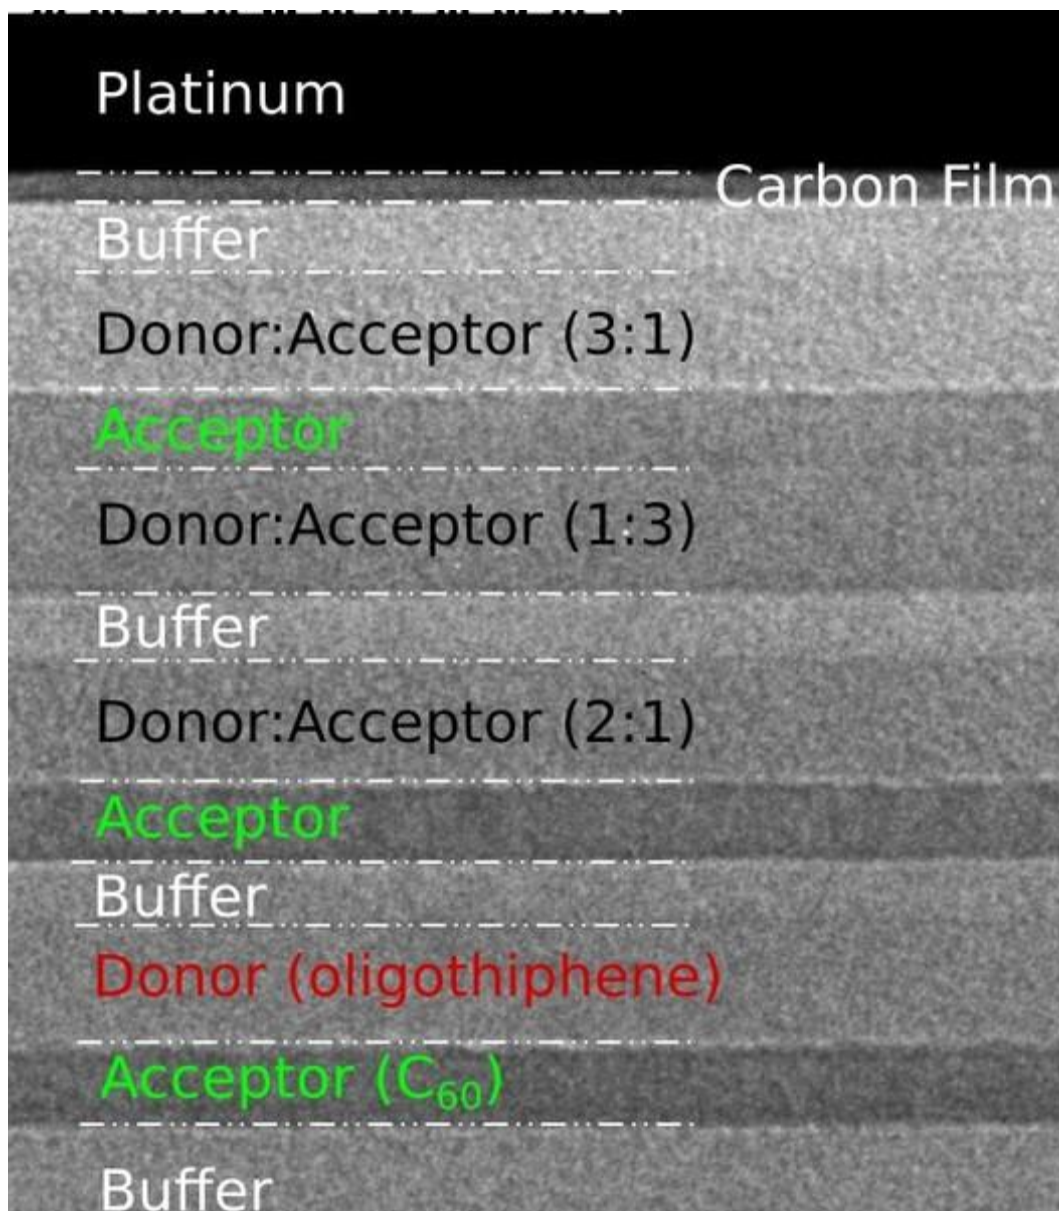 Platinum
Carbon Film
Buffer
Donor:Acceptor (3:1)
Acceptor
Donor:Acceptor (1:3)
Buffer
Donor:Acceptor (2:1)
Acceptor
Buffer
Donor (oligothiphene)
Acceptor (C₆₀)
Buffer